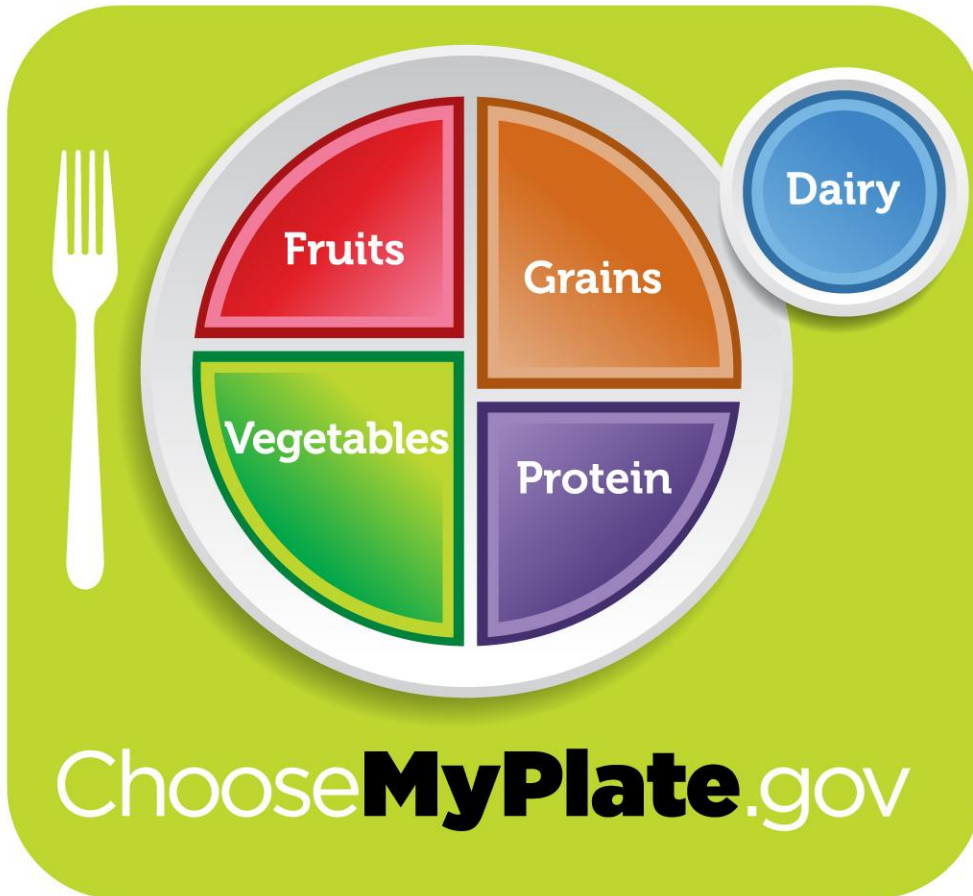 Fruits
Grains
Dairy
Vegetables
Protein
ChooseMyPlate.gov